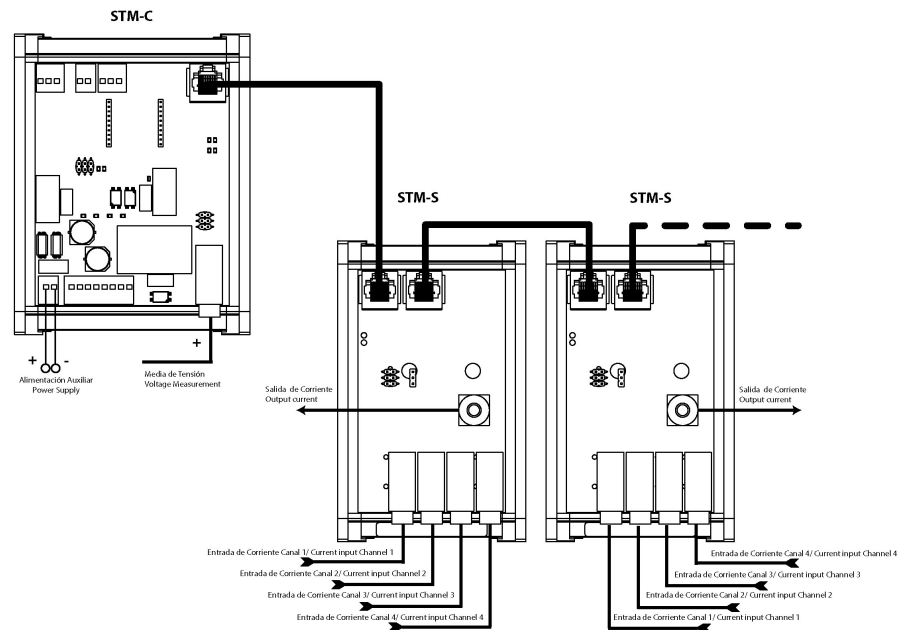 STM-C
STM-S
STM-S
+
-
+
Alimentación Auxiliar
Power Supply
Media de Tensión
Voltage Measurement
Salida de Corriente
Output current
Salida de Corriente
Output current
Entrada de Corriente Canal 1/ Current input Channel 1
Entrada de Corriente Canal 2/ Current input Channel 2
Entrada de Corriente Canal 3/ Current input Channel 3
Entrada de Corriente Canal 4/ Current input Channel 4
Entrada de Corriente Canal 4/ Current input Channel 4
Entrada de Corriente Canal 3/ Current input Channel 3
Entrada de Corriente Canal 2/ Current input Channel 2
Entrada de Corriente Canal 1/ Current input Channel 1